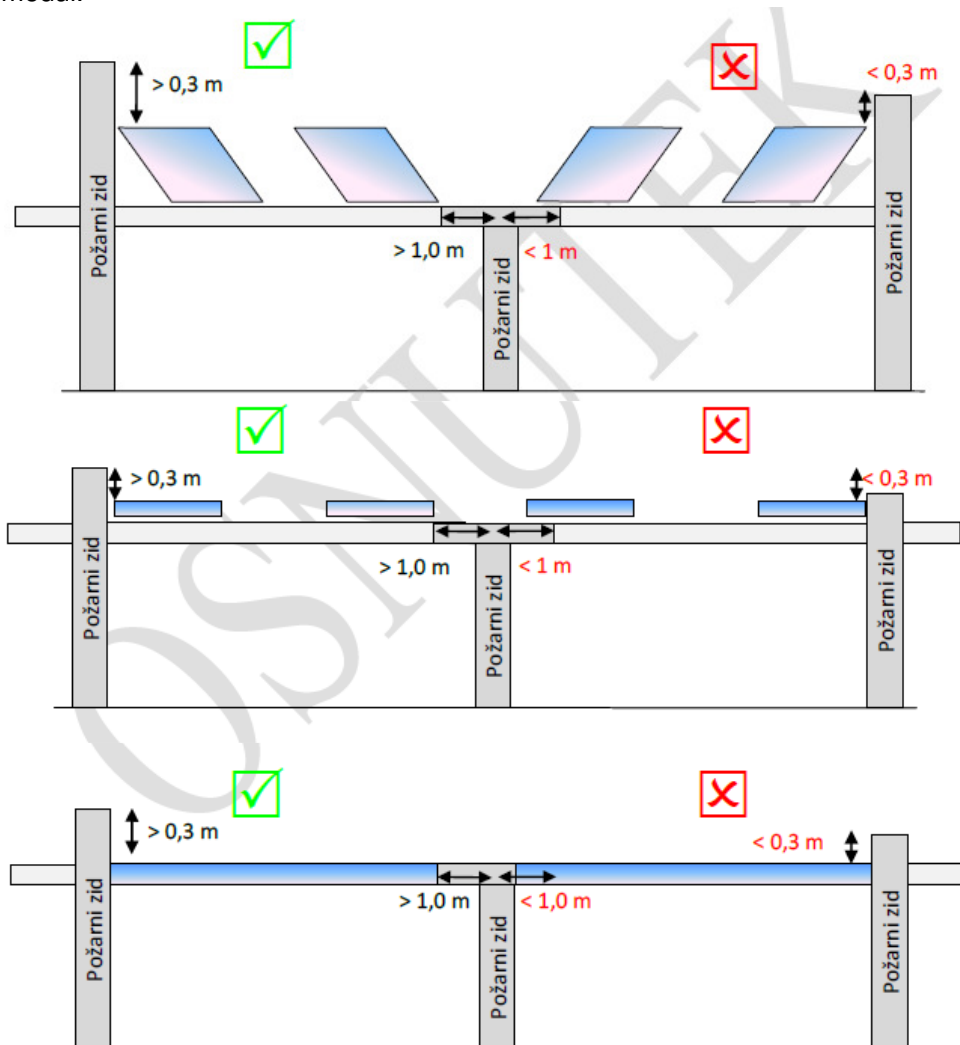 > 0,3 m
< 0,3 m
Požarni zid
Požarni zid
> 1,0 m
< 1 m
Požarni zid
> 0,3 m
< 0,3 m
Požarni zid
Požarni zid
> 1,0 m
< 1 m
Požarni zid
> 0,3 m
< 0,3 m
Požarni zid
Požarni zid
> 1,0 m
< 1,0 m
Požarni zid
OSNUTEK